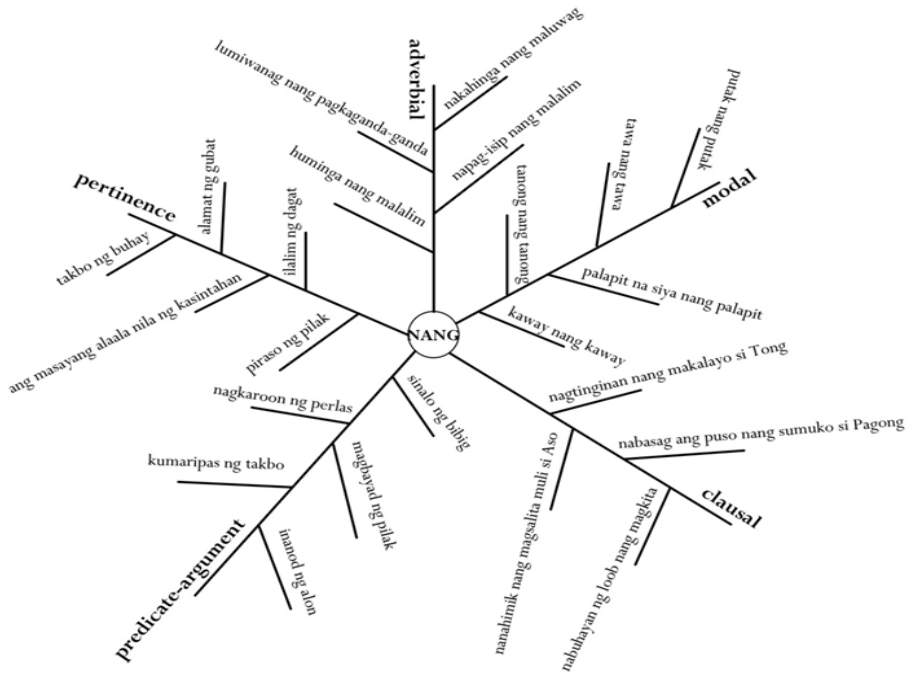 NANG
adverbial
lumiwanag nang pagkaganda-ganda
huminga nang malalim
nakahinga nang maluwag
napag-isip nang malalim
modal
tanong nang tanong
tawa nang tawa
putak nang putak
palapit na siya nang palapit
kaway nang kaway
clausal
nagtinginan nang makalayo si Tong
nabasag ang puso nang sumuko si Pagong
nanahimik nang magsalita muli si Aso
nabuhayan ng loob nang magkita
predicate-argument
sinalo ng bibig
nagkaroon ng perlas
magbayad ng pilak
kumaripas ng takbo
inanod ng alon
pertinence
alamat ng gubat
ilalim ng dagat
takbo ng buhay
ang masayang alaala nila ng kasintahan
piraso ng pilak